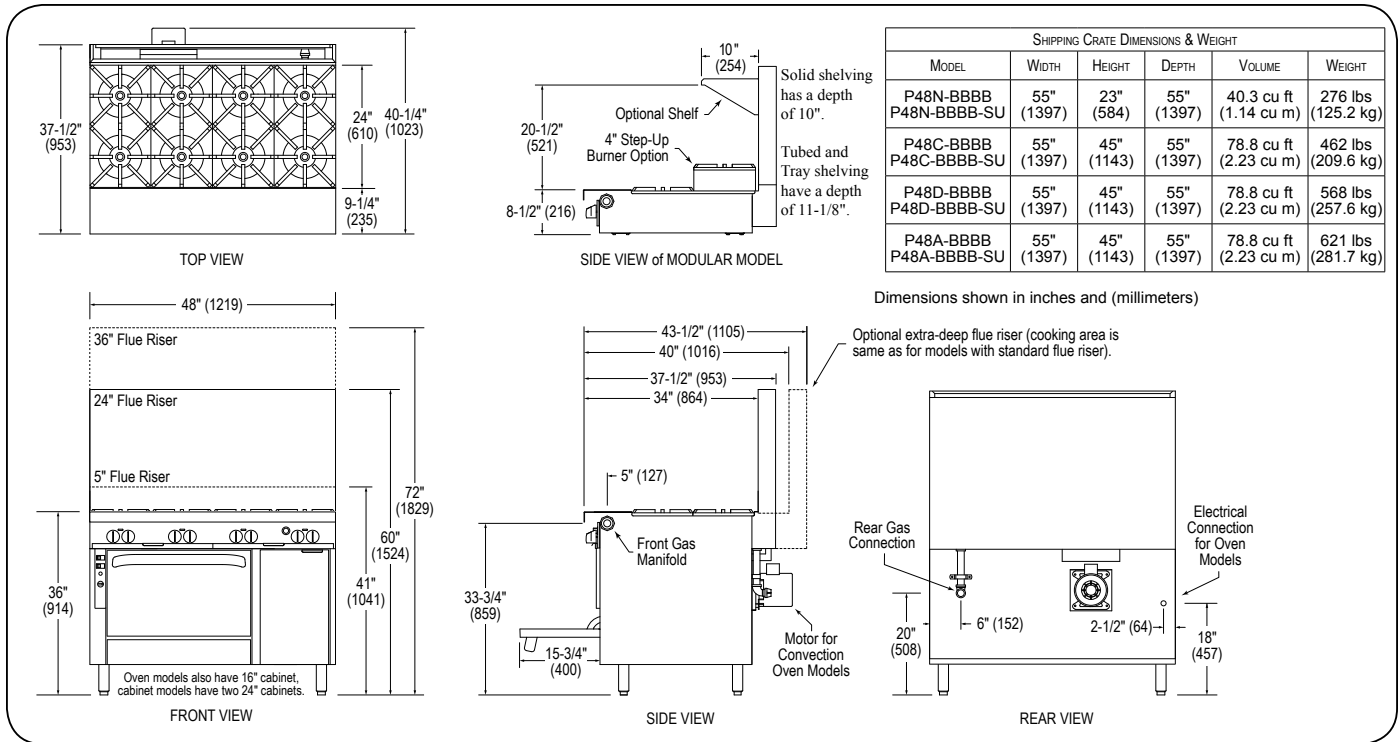 37-1/2"
(953)
24"
(610)
40-1/4"
(1023)
9-1/4"
(235)
TOP VIEW
10"
(254)
Optional Shelf
20-1/2"
(521)
4" Step-Up
Burner Option
8-1/2" (216)
Solid shelving
has a depth
of 10".
Tubed and
Tray shelving
have a depth
of 11-1/8".
SIDE VIEW of MODULAR MODEL
SHIPPING CRATE DIMENSIONS & WEIGHT
MODEL WIDTH HEIGHT DEPTH VOLUME WEIGHT
P48N-BBBB 55" 23" 55" 40.3 cu ft 276 lbs
P48N-BBBB-SU (1397) (584) (1397) (1.14 cu m) (125.2 kg)
P48C-BBBB 55" 45" 55" 78.8 cu ft 462 lbs
P48C-BBBB-SU (1397) (1143) (1397) (2.23 cu m) (209.6 kg)
P48D-BBBB 55" 45" 55" 78.8 cu ft 568 lbs
P48D-BBBB-SU (1397) (1143) (1397) (2.23 cu m) (257.6 kg)
P48A-BBBB 55" 45" 55" 78.8 cu ft 621 lbs
P48A-BBBB-SU (1397) (1143) (1397) (2.23 cu m) (281.7 kg)
Dimensions shown in inches and (millimeters)
48" (1219)
36" Flue Riser
24" Flue Riser
5" Flue Riser
36"
(914)
41"
(1041)
60"
(1524)
72"
(1829)
Oven models also have 16" cabinet,
cabinet models have two 24" cabinets.
FRONT VIEW
43-1/2" (1105)
40" (1016)
37-1/2" (953)
34" (864)
Optional extra-deep flue riser (cooking area is
same as for models with standard flue riser).
5" (127)
Front Gas
Manifold
33-3/4"
(859)
15-3/4"
(400)
Motor for
Convection
Oven Models
SIDE VIEW
Rear Gas
Connection
Electrical
Connection
for Oven
Models
20"
(508)
6" (152)
2-1/2" (64)
18"
(457)
REAR VIEW